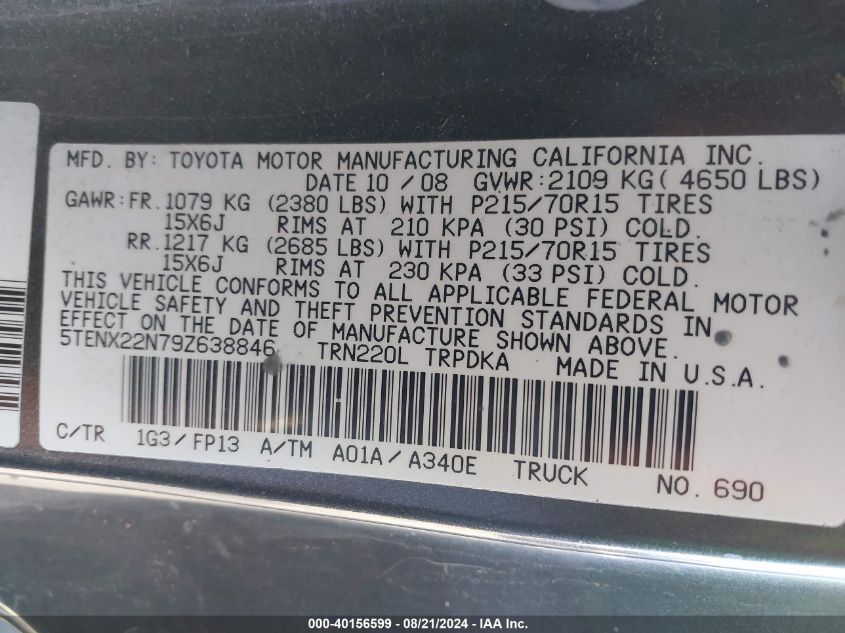 MFD. BY: TOYOTA MOTOR MANUFACTURING CALIFORNIA INC.
DATE 10 / 08 GVWR: 2109 KG( 4650 LBS)
GAWR: FR. 1079 KG (2380 LBS) WITH P215/70R15 TIRES
15X6J RIMS AT 210 KPA (30 PSI) COLD.
RR. 1217 KG (2685 LBS) WITH P215/70R15 TIRES
15X6J RIMS AT 230 KPA (33 PSI) COLD.
THIS VEHICLE CONFORMS TO ALL APPLICABLE FEDERAL MOTOR
VEHICLE SAFETY AND THEFT PREVENTION STANDARDS IN
EFFECT ON THE DATE OF MANUFACTURE SHOWN ABOVE.
5TENX22N79Z638846 TRN220L TRPDKA MADE IN U.S.A.
C/TR 1G3/FP13 A/TM A01A/A340E TRUCK NO. 690
000-40156599 - 08/21/2024 - IAA Inc.